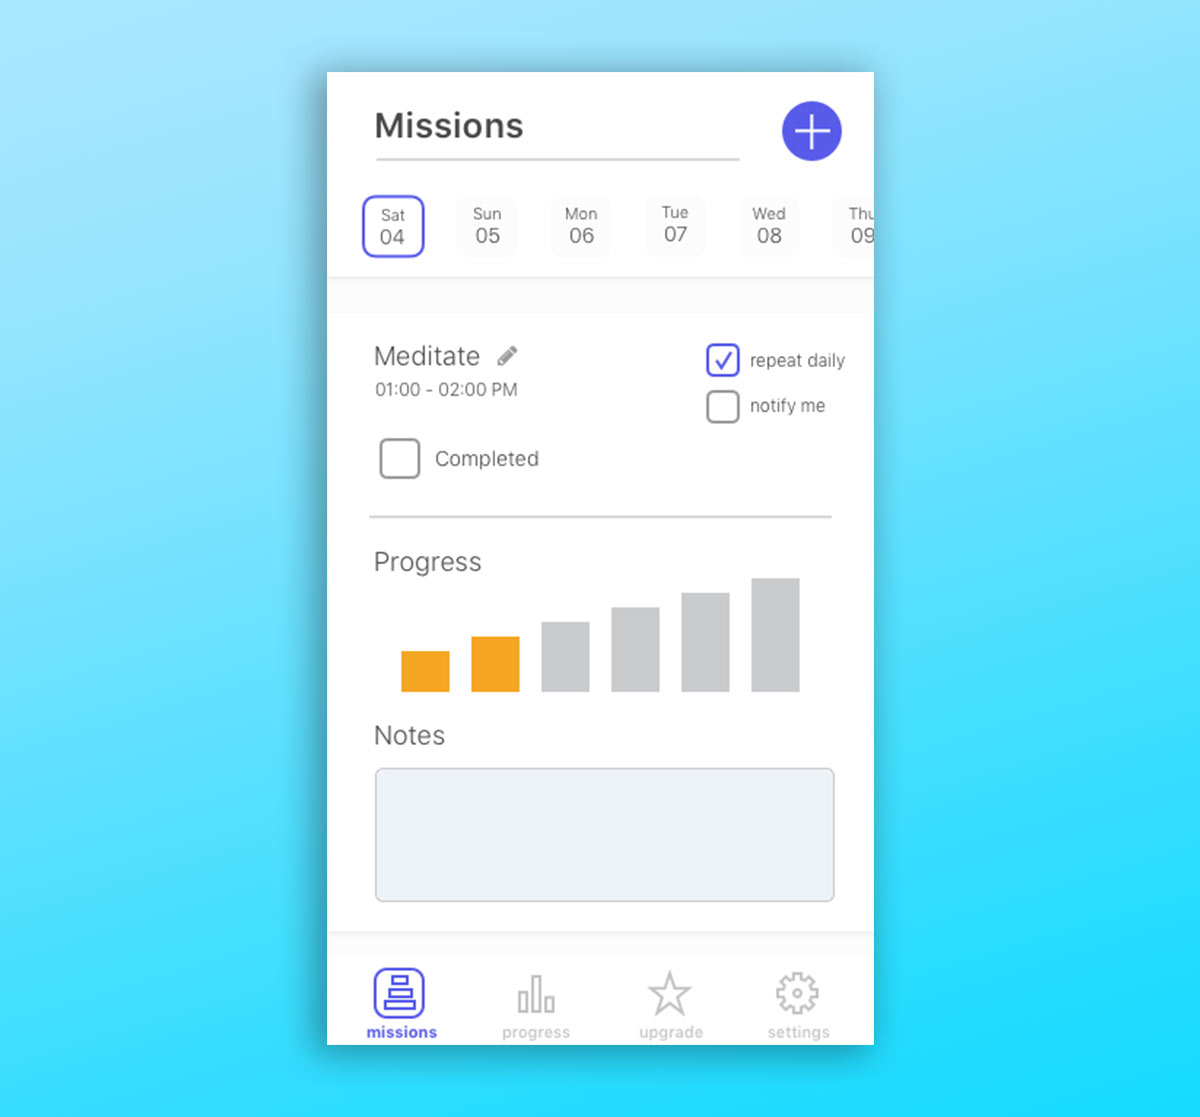 Missions
Sat Sun Mon Tue Wed Thu
04 05 06 07 08 09
Meditate
01:00 - 02:00 PM
repeat daily
notify me
Completed
Progress
Notes
missions progress upgrade settings